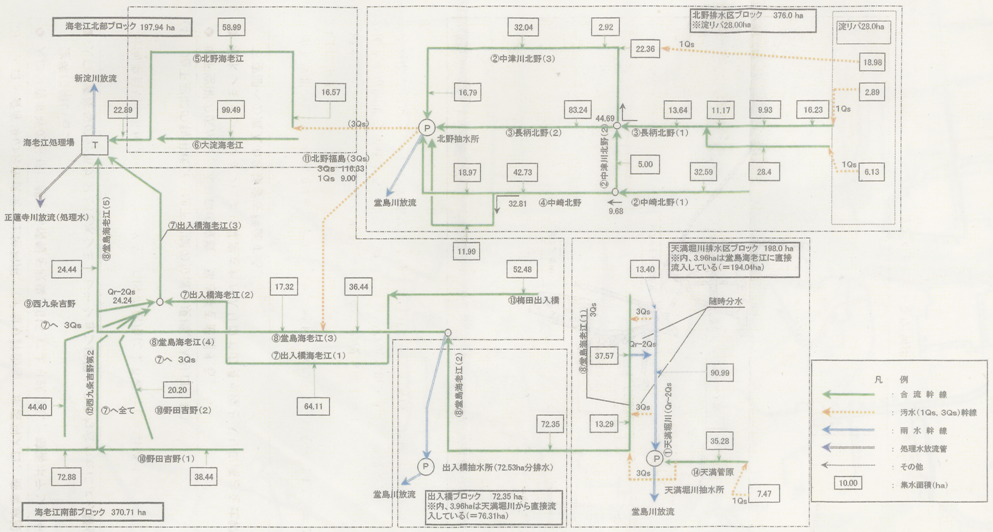 海老江北部ブロック 197.94 ha
58.99
⑤北野海老江
新淀川放流
22.89
99.49
16.57
⑥大淀海老江
海老江処理場
T
正蓮寺川放流(処理水)
北野排水区ブロック 376.0 ha
※淀リバ28.00ha
淀リバ28.0ha
32.04
2.92
22.36
1Qs
18.98
②中津川北野(3)
16.79
2.89
83.24
44.69
13.64
11.17
9.93
16.23
1Qs
(3Qs)
P
北野抽水所
③長柄北野(2)
③長柄北野(1)
②中津川北野(2)
⑪北野福島(3Qs)
3Qs 116.33
1Qs 9.00
堂島川放流
18.97
42.73
5.00
32.59
28.4
1Qs
6.13
④中崎北野
②中崎北野(1)
32.81
9.68
11.99
⑧堂島海老江(5)
⑦出入橋海老江(3)
24.44
⑨西九条吉野
Qr-2Qs
24.24
⑦へ 3Qs
⑦出入橋海老江(2)
17.32
36.44
52.48
⑬梅田出入橋
⑧堂島海老江(4)
⑧堂島海老江(3)
⑦へ 3Qs
⑦出入橋海老江(1)
⑫西九条吉野第2
⑦へ全て
20.20
⑩野田吉野(2)
44.40
64.11
⑩野田吉野(1)
72.88
38.44
海老江南部ブロック 370.71 ha
⑧堂島海老江(2)
72.35
P
出入橋抽水所(72.53ha分排水)
堂島川放流
出入橋ブロック 72.35 ha
※内、3.96haは天満堀川から直接流
入している(=76.31ha)
天満堀川排水区ブロック 198.0 ha
※内、3.96haは堂島海老江に直接
流入している(=194.04ha)
13.40
随時分水
⑧堂島海老江(1)
3Qs
3Qs
Qr-2Qs
37.57
90.99
3Qs
13.29
①天満堀川(Qr-2Qs)
35.28
P
3Qs
⑭天満菅原
天満堀川抽水所
1Qs
7.47
堂島川放流
凡 例
: 合流幹線
: 汚水(1Qs, 3Qs)幹線
: 雨水幹線
: 処理水放流管
: その他
10.00
: 集水面積(ha)